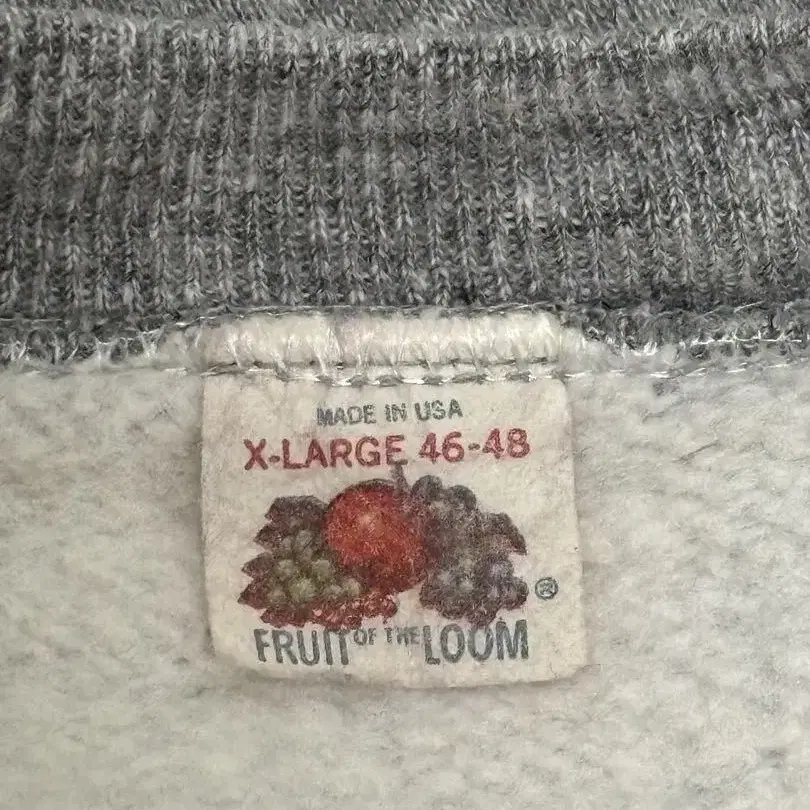 MADE IN USA
X-LARGE 46-48
®
FRUIT OF THE LOOM